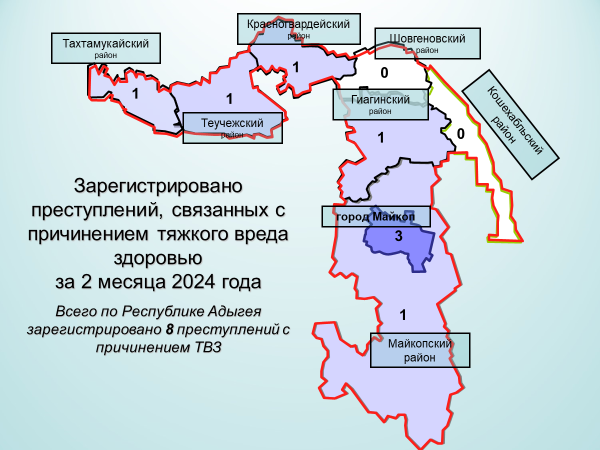 Красногвардейский
район
Тахтамукайский
район
Шовгеновский
район
0
1
1
1
Гиагинский
район
Кошехабльский
район
Теучежский
район
1
0
Зарегистрировано
преступлений, связанных с
причинением тяжкого вреда
здоровью
за 2 месяца 2024 года
город Майкоп
3
Всего по Республике Адыгея
зарегистрировано 8 преступлений с
причинением ТВЗ
1
Майкопский
район